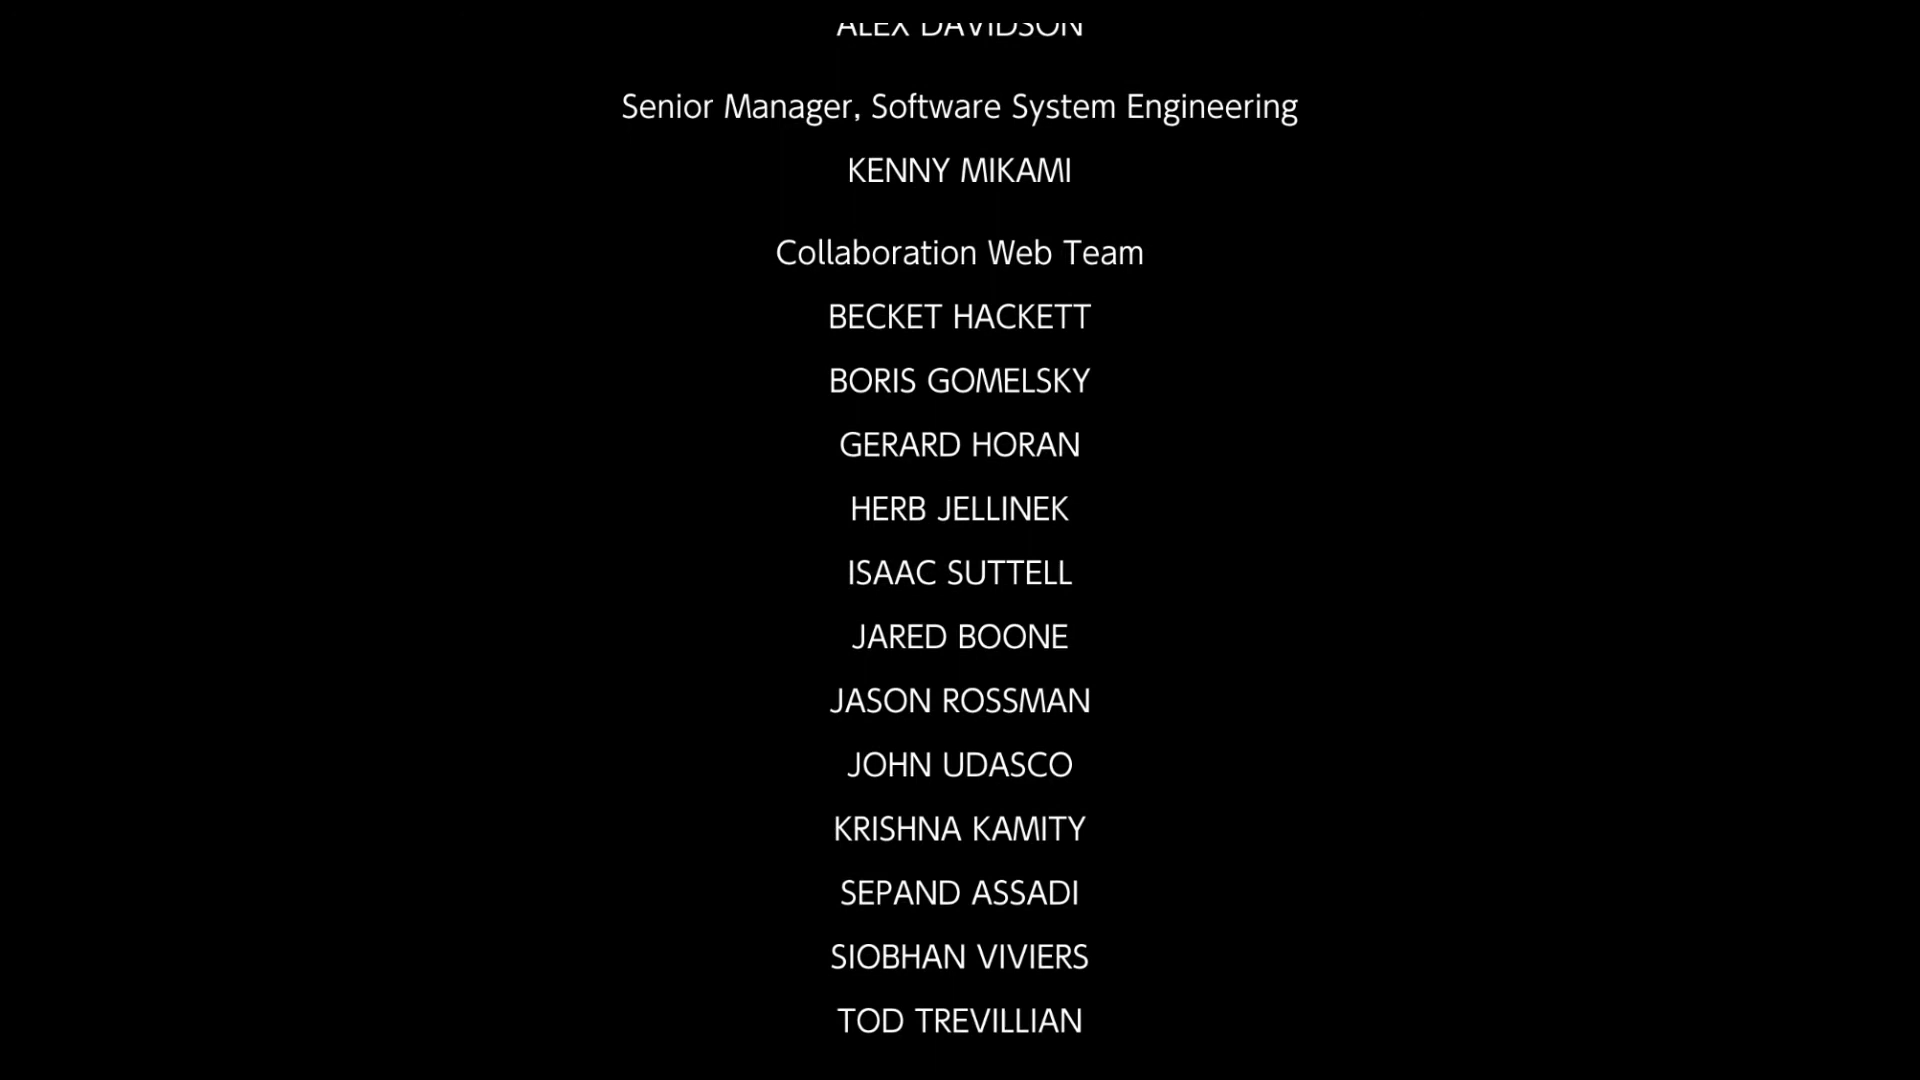 ALEX DAVIDSON
Senior Manager, Software System Engineering
KENNY MIKAMI
Collaboration Web Team
BECKET HACKETT
BORIS GOMELSKY
GERARD HORAN
HERB JELLINEK
ISAAC SUTTELL
JARED BOONE
JASON ROSSMAN
JOHN UDASCO
KRISHNA KAMITY
SEPAND ASSADI
SIOBHAN VIVIERS
TOD TREVILLIAN